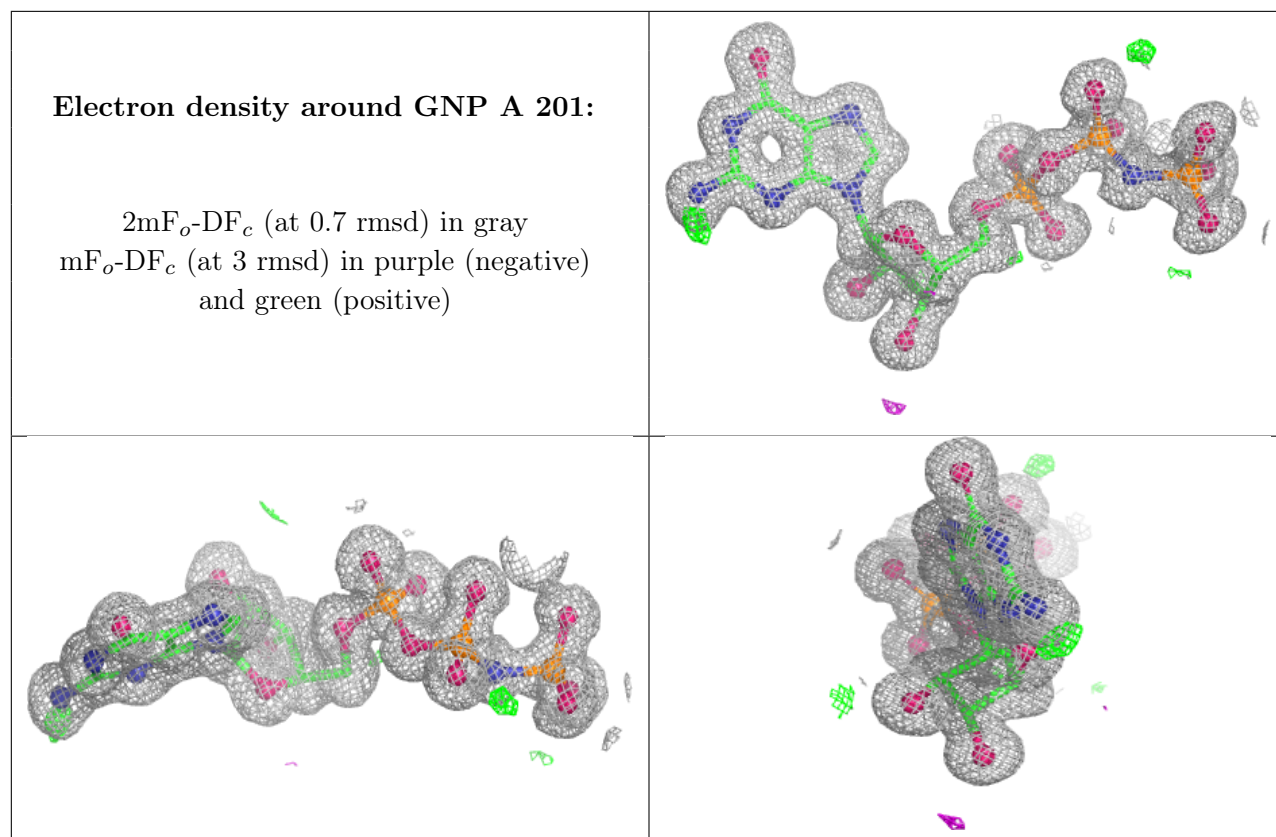 Electron density around GNP A 201:
2mFo-DFc (at 0.7 rmsd) in gray
mFo-DFc (at 3 rmsd) in purple (negative)
and green (positive)